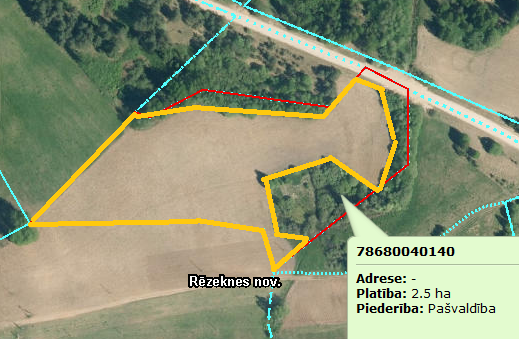 78680040140
Adrese: -
Platība: 2.5 ha
Piederība: Pašvaldība
Rēzeknes nov.